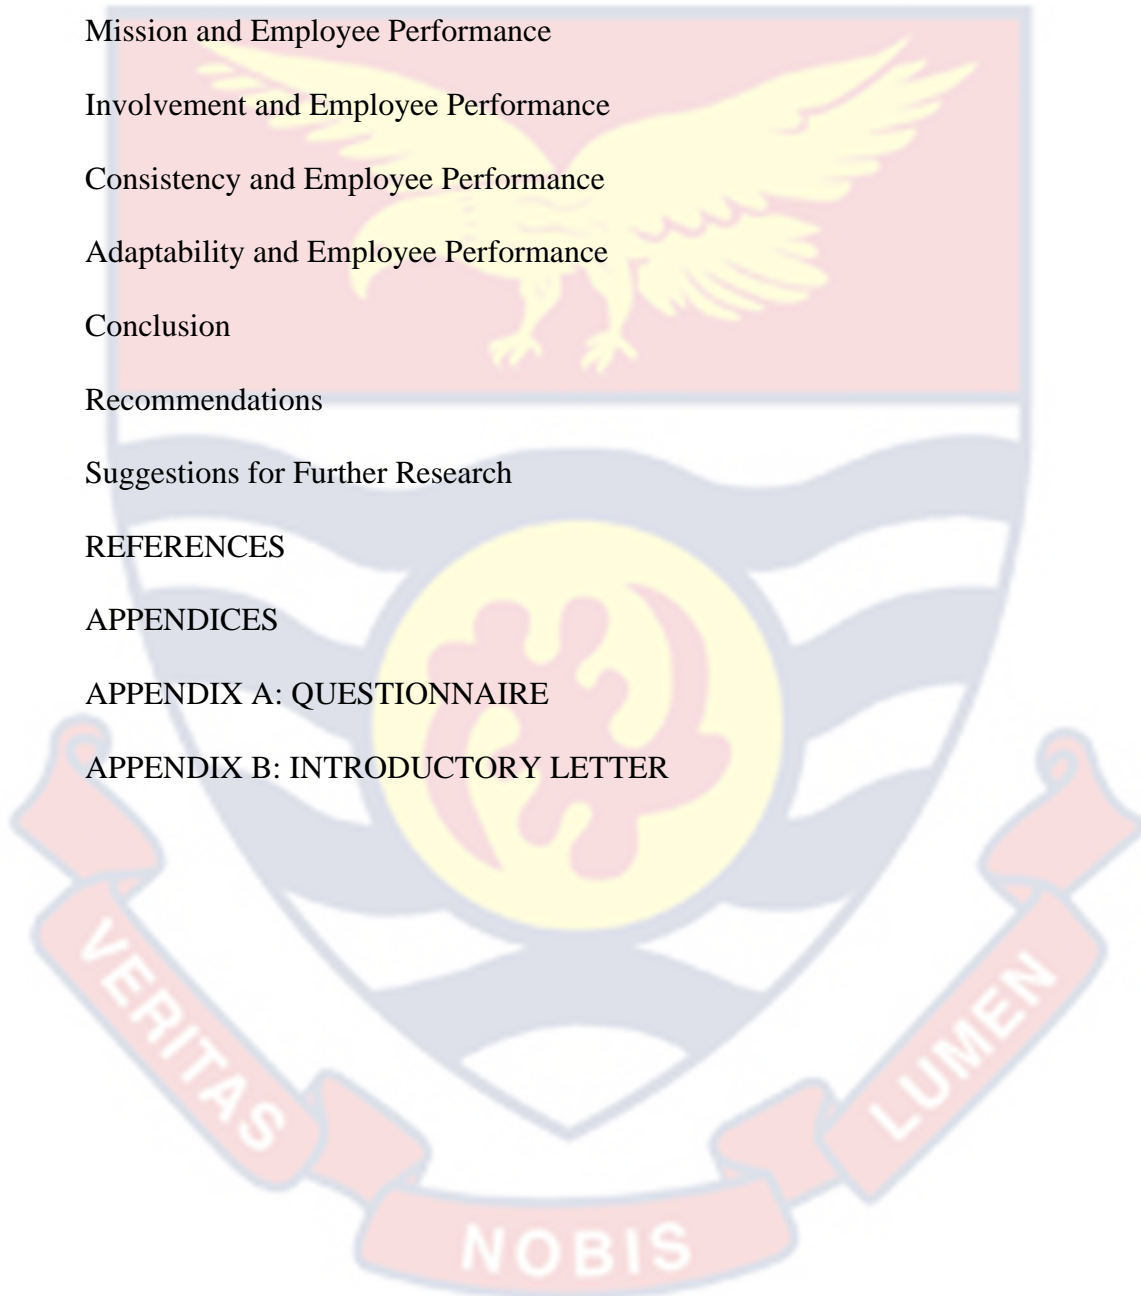 Mission and Employee Performance
Involvement and Employee Performance
Consistency and Employee Performance
Adaptability and Employee Performance
Conclusion
Recommendations
Suggestions for Further Research
REFERENCES
APPENDICES
APPENDIX A: QUESTIONNAIRE
APPENDIX B: INTRODUCTORY LETTER
VERITAS
NOBIS
LUMEN